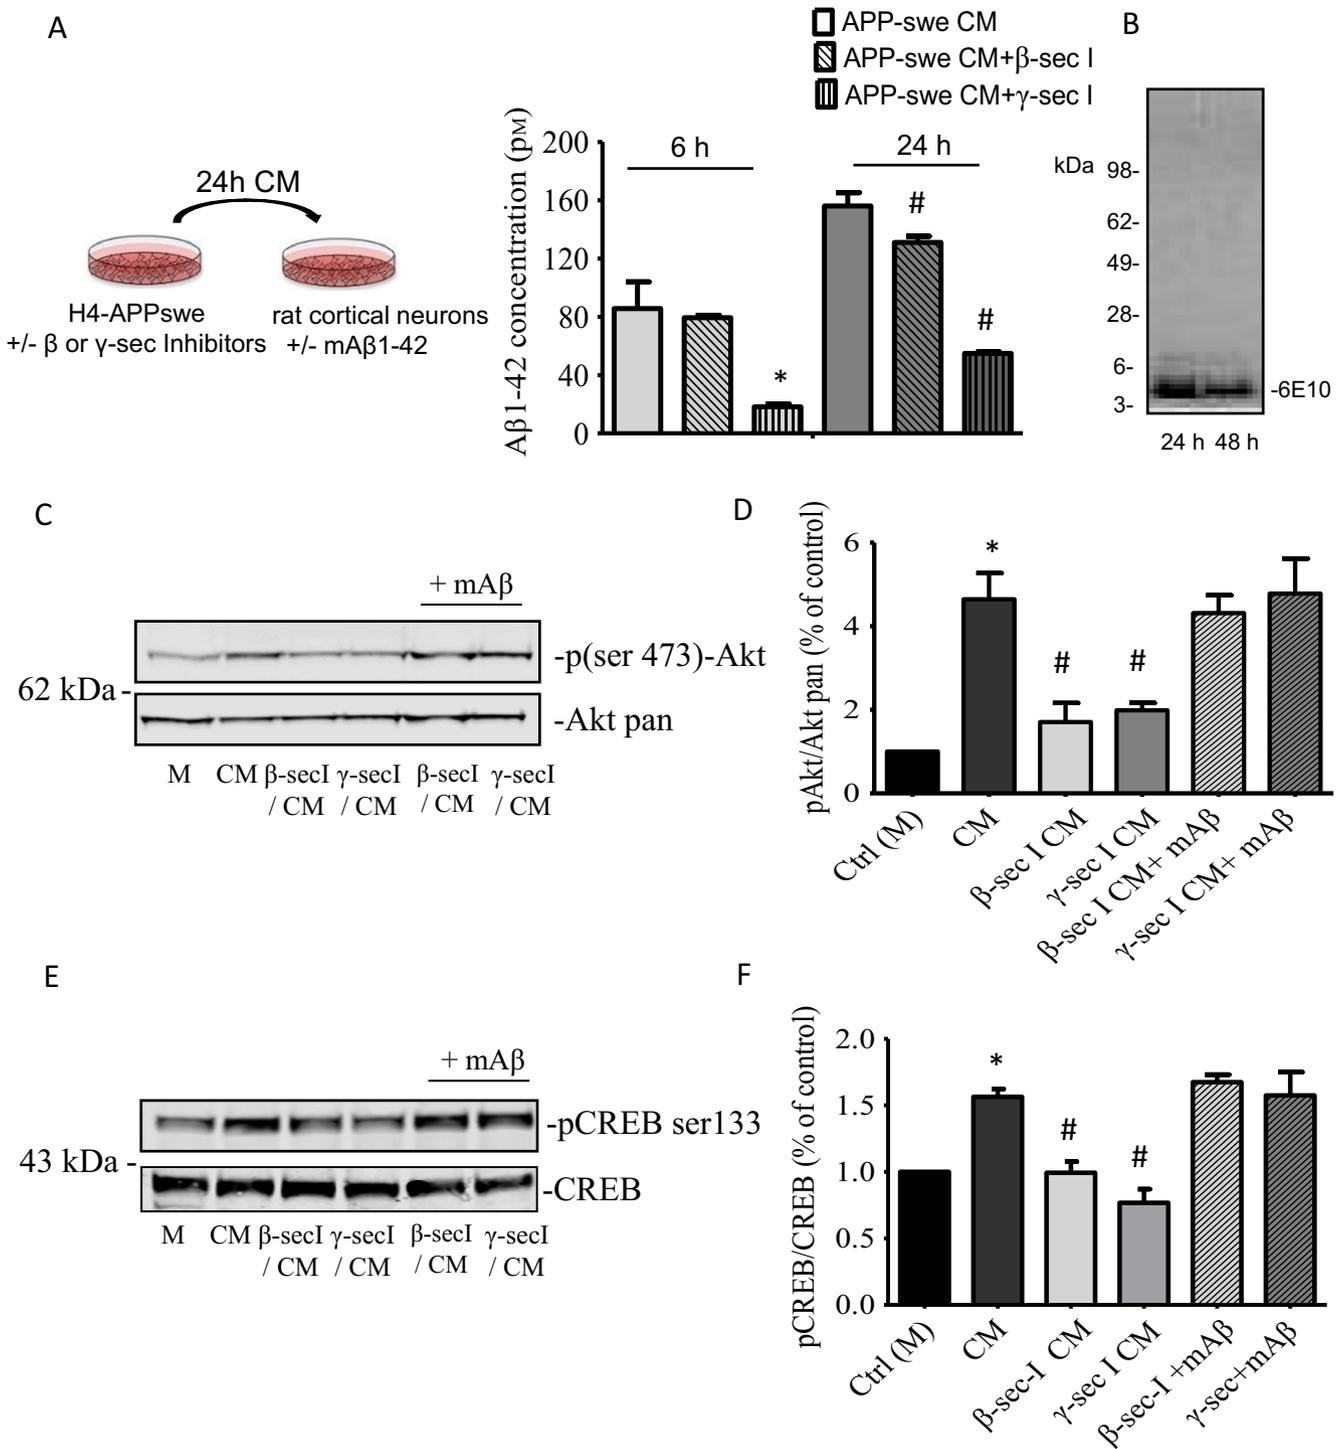 A
24h CM
H4-APPswe
+/- β or γ-sec Inhibitors
rat cortical neurons
+/- mAβ1-42
APP-swe CM
APP-swe CM+β-sec I
APP-swe CM+γ-sec I
Aβ1-42 concentration (pM)
200
160
120
80
40
0
6 h
24 h
*
#
#
B
kDa
98-
62-
49-
28-
6-
3-
-6E10
24 h 48 h
C
+ mAβ
-p(ser 473)-Akt
62 kDa -
-Akt pan
M CM β-secI γ-secI β-secI γ-secI
/ CM / CM / CM / CM
D
pAkt/Akt pan (% of control)
6
4
2
0
*
#
#
Ctrl (M)
CM
β-sec I CM
γ-sec I CM
β-sec I CM+ mAβ
γ-sec I CM+ mAβ
E
+ mAβ
-pCREB ser133
43 kDa -
-CREB
M CM β-secI γ-secI β-secI γ-secI
/ CM / CM / CM / CM
F
pCREB/CREB (% of control)
2.0
1.5
1.0
0.5
0.0
*
#
#
Ctrl (M)
CM
β-sec-I CM
γ-sec I CM
β-sec-I +mAβ
γ-sec+mAβ